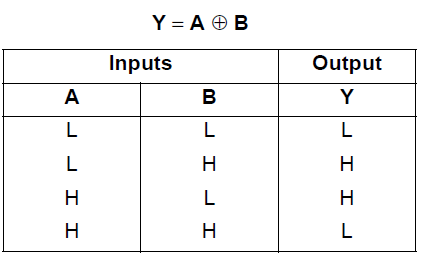 Y = A ⊕ B
Inputs Output
A B Y
L L L
L H H
H L H
H H L